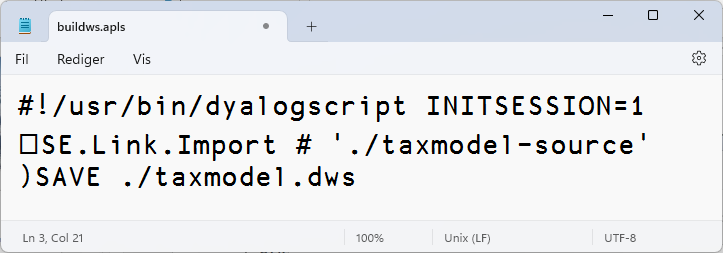 buildws.apls
Fil Rediger Vis
#!/usr/bin/dyalogscript INITSESSION=1
⎕SE.Link.Import # './taxmodel-source'
)SAVE ./taxmodel.dws
Ln 3, Col 21 100% Unix (LF) UTF-8